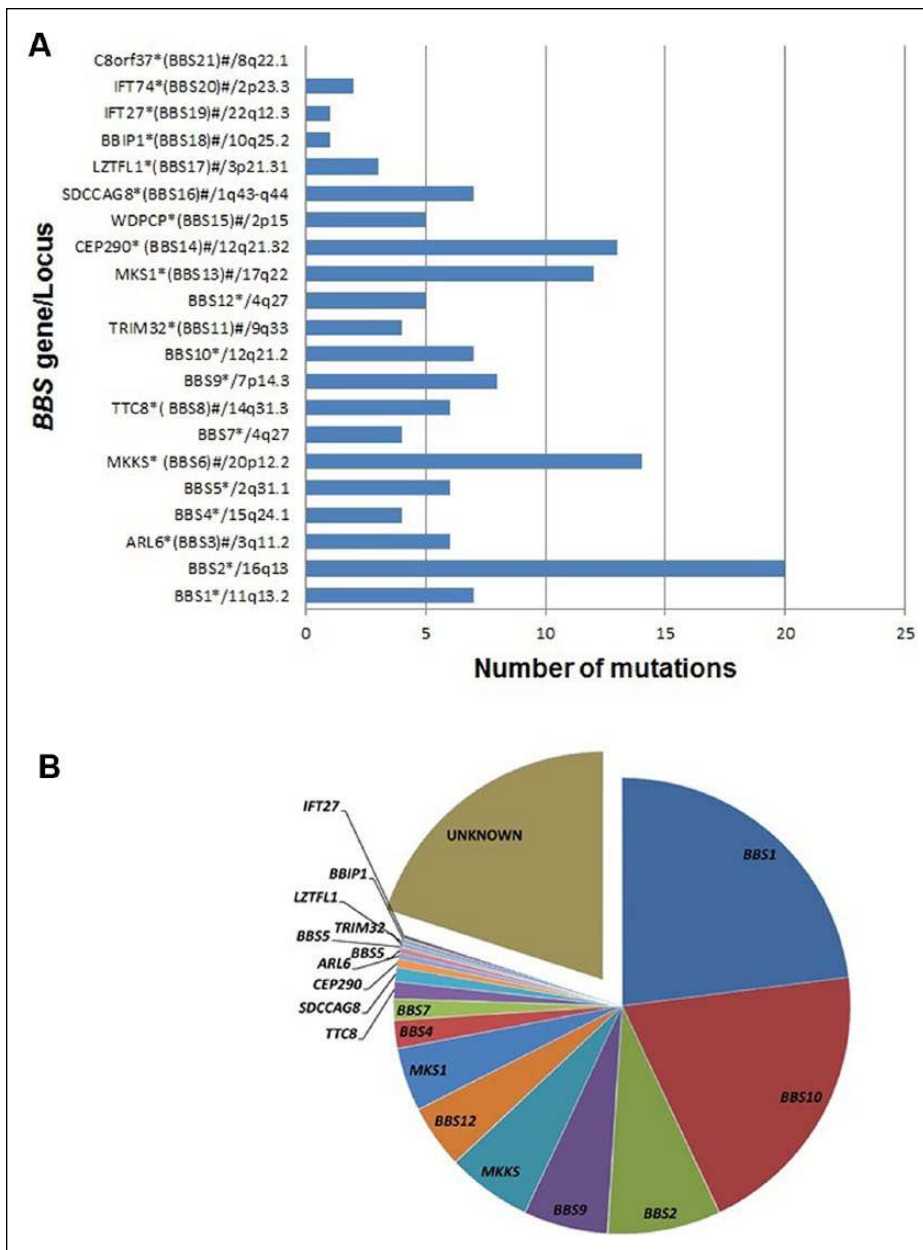 A
C8orf37*(BBS21)#/8q22.1
IFT74*(BBS20)#/2p23.3
IFT27*(BBS19)#/22q12.3
BBIP1*(BBS18)#/10q25.2
LZTFL1*(BBS17)#/3p21.31
SDCCAG8*(BBS16)#/1q43-q44
WDPCP*(BBS15)#/2p15
CEP290* (BBS14)#/12q21.32
MKS1*(BBS13)#/17q22
BBS12*/4q27
TRIM32*(BBS11)#/9q33
BBS10*/12q21.2
BBS9*/7p14.3
TTC8*( BBS8)#/14q31.3
BBS7*/4q27
MKKS* (BBS6)#/20p12.2
BBS5*/2q31.1
BBS4*/15q24.1
ARL6*(BBS3)#/3q11.2
BBS2*/16q13
BBS1*/11q13.2
BBS gene/Locus
0 5 10 15 20 25
Number of mutations
B
IFT27
BBIP1
LZTFL1
TRIM32
BBS5
BBS5
ARL6
CEP290
SDCCAG8
TTC8
BBS7
BBS4
MKS1
BBS12
MKKS
BBS9
BBS2
BBS10
BBS1
UNKNOWN